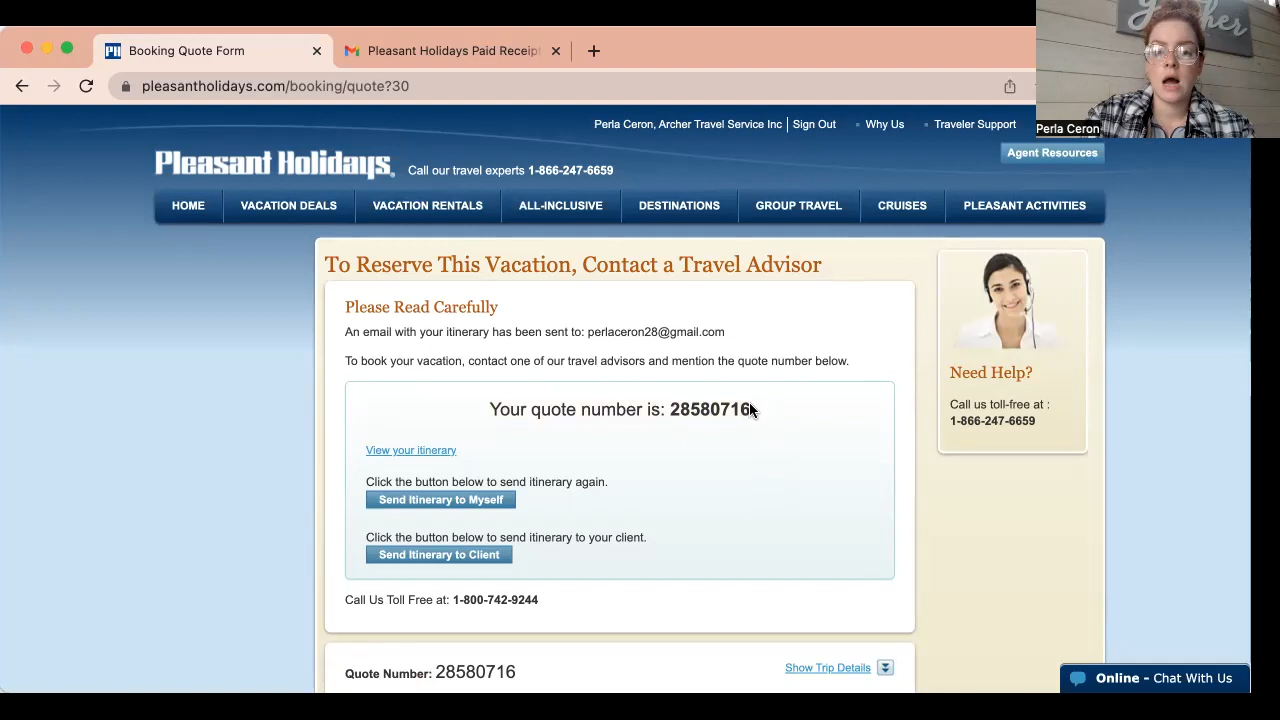 Booking Quote Form
Pleasant Holidays Paid Receip
pleasantholidays.com/booking/quote?30
Perla Ceron
Perla Ceron, Archer Travel Service Inc | Sign Out
Why Us
Traveler Support
Agent Resources
Pleasant Holidays.
Call our travel experts 1-866-247-6659
HOME
VACATION DEALS
VACATION RENTALS
ALL-INCLUSIVE
DESTINATIONS
GROUP TRAVEL
CRUISES
PLEASANT ACTIVITIES
To Reserve This Vacation, Contact a Travel Advisor
Please Read Carefully
An email with your itinerary has been sent to: perlaceron28@gmail.com
To book your vacation, contact one of our travel advisors and mention the quote number below.
Your quote number is: 28580716
View your itinerary
Click the button below to send itinerary again.
Send Itinerary to Myself
Click the button below to send itinerary to your client.
Send Itinerary to Client
Call Us Toll Free at: 1-800-742-9244
Quote Number: 28580716
Show Trip Details
Need Help?
Call us toll-free at :
1-866-247-6659
Online - Chat With Us